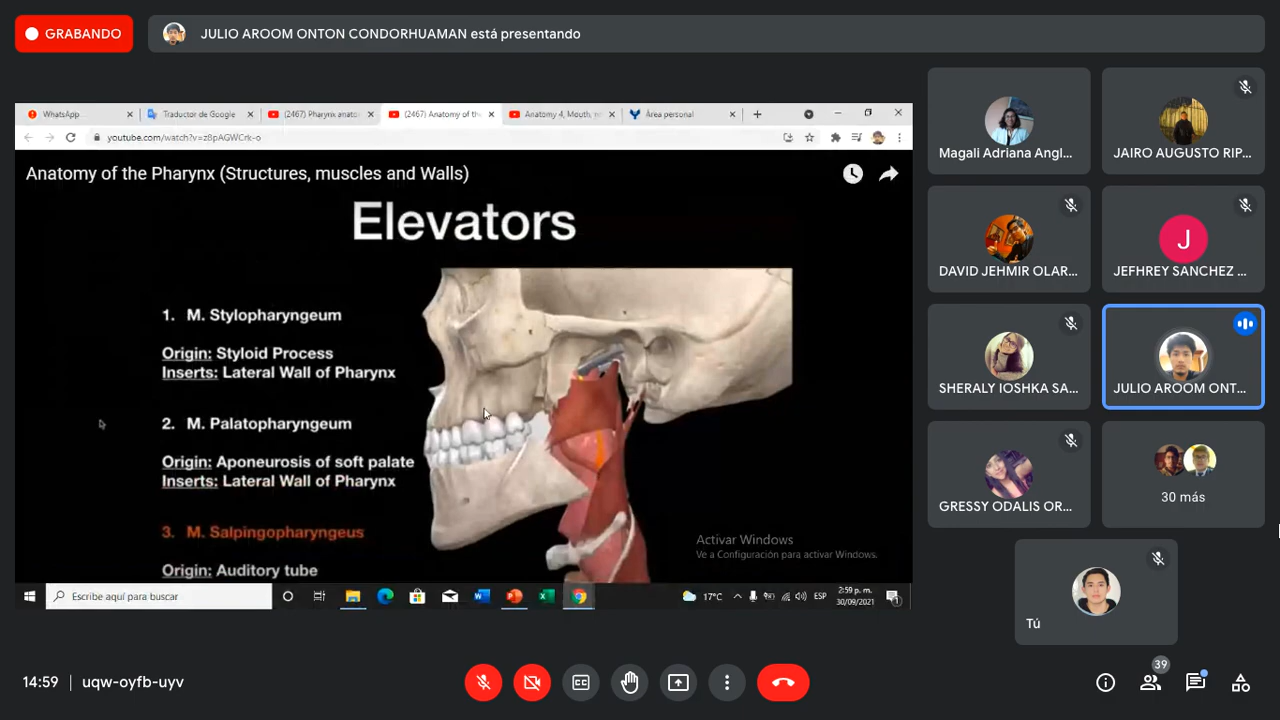 GRABANDO
JULIO AROOM ONTON CONDORHUAMAN está presentando
WhatsApp
Traductor de Google
(2467) Pharynx anato
(2467) Anatomy of th
Anatomy 4, Mouth, n
Área personal
youtube.com/watch?v=z8pAGWCrk-o
Anatomy of the Pharynx (Structures, muscles and Walls)
Elevators
1. M. Stylopharyngeum
Origin: Styloid Process
Inserts: Lateral Wall of Pharynx
2. M. Palatopharyngeum
Origin: Aponeurosis of soft palate
Inserts: Lateral Wall of Pharynx
3. M. Salpingopharyngeus
Origin: Auditory tube
Activar Windows
Ve a Configuración para activar Windows.
Escribe aquí para buscar
17°C
ESP
2:59 p. m.
30/09/2021
Magali Adriana Angl...
JAIRO AUGUSTO RIP...
DAVID JEHMIR OLAR...
J
JEFHREY SANCHEZ ...
SHERALY IOSHKA SA...
JULIO AROOM ONT...
GRESSY ODALIS OR...
30 más
Tú
14:59 | uqw-oyfb-uyv
39